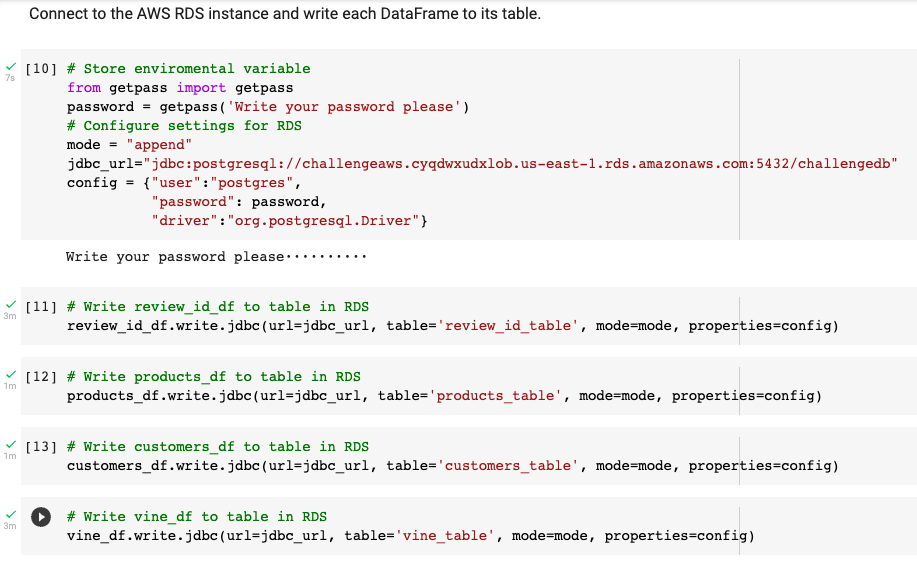 Connect to the AWS RDS instance and write each DataFrame to its table.
7s
[10] # Store enviromental variable
from getpass import getpass
password = getpass('Write your password please')
# Configure settings for RDS
mode = "append"
jdbc_url="jdbc:postgresql://challengeaws.cyqdwxudxlob.us-east-1.rds.amazonaws.com:5432/challengedb"
config = {"user":"postgres",
"password": password,
"driver":"org.postgresql.Driver"}
Write your password please··········
3m
[11] # Write review_id_df to table in RDS
review_id_df.write.jdbc(url=jdbc_url, table='review_id_table', mode=mode, properties=config)
1m
[12] # Write products_df to table in RDS
products_df.write.jdbc(url=jdbc_url, table='products_table', mode=mode, properties=config)
1m
[13] # Write customers_df to table in RDS
customers_df.write.jdbc(url=jdbc_url, table='customers_table', mode=mode, properties=config)
3m
# Write vine_df to table in RDS
vine_df.write.jdbc(url=jdbc_url, table='vine_table', mode=mode, properties=config)